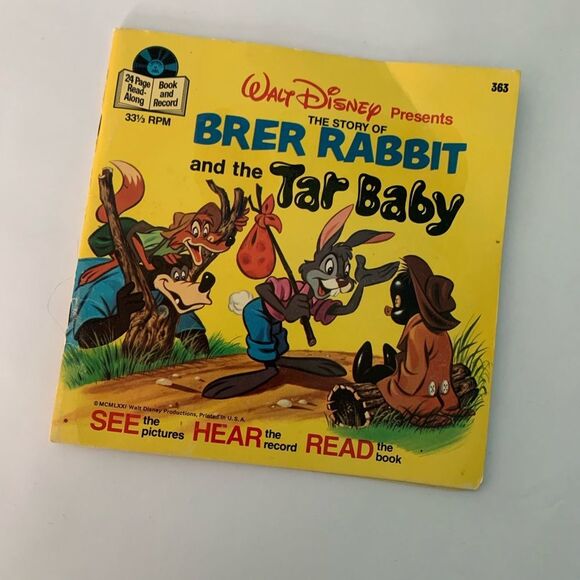 24 Page
Read-
Along
Book
and
Record
33⅓ RPM
363
WALT DISNEY Presents
THE STORY OF
BRER RABBIT
and the Tar Baby
© MCMLXXI Walt Disney Productions, Printed in U.S.A.
SEE the pictures HEAR the record READ the book